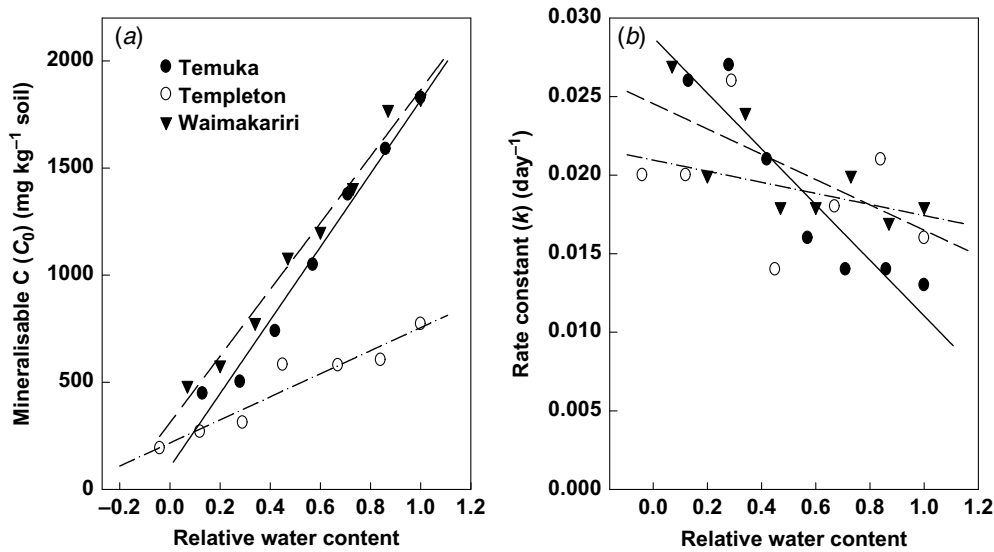 (a)
Temuka
Templeton
Waimakariri
Mineralisable C (C₀) (mg kg⁻¹ soil)
2000
1500
1000
500
0
–0.2 0.0 0.2 0.4 0.6 0.8 1.0 1.2
Relative water content
(b)
Rate constant (k) (day⁻¹)
0.030
0.025
0.020
0.015
0.010
0.005
0.000
0.0 0.2 0.4 0.6 0.8 1.0 1.2
Relative water content